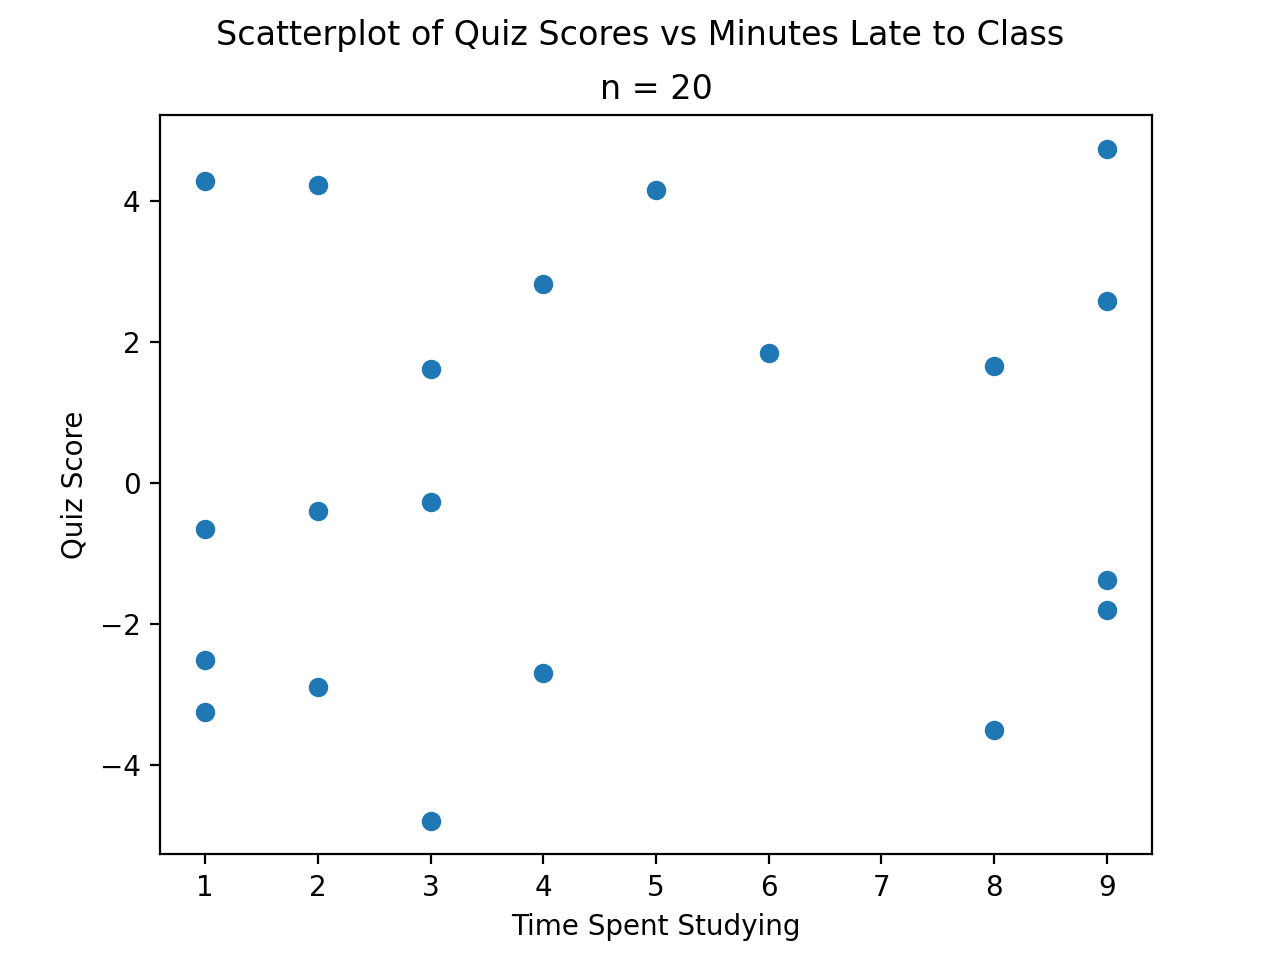 Scatterplot of Quiz Scores vs Minutes Late to Class
n = 20
4
2
0
−2
−4
Quiz Score
1 2 3 4 5 6 7 8 9
Time Spent Studying